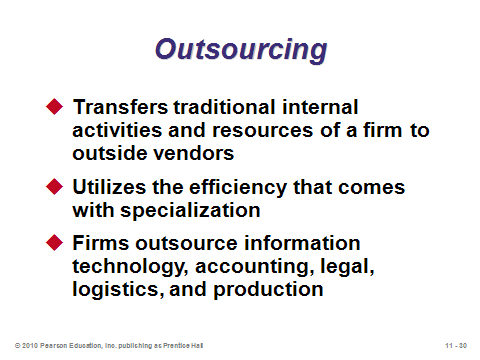 Outsourcing
Transfers traditional internal
activities and resources of a firm to
outside vendors
Utilizes the efficiency that comes
with specialization
Firms outsource information
technology, accounting, legal,
logistics, and production
© 2010 Pearson Education, Inc. publishing as Prentice Hall
11 - 30